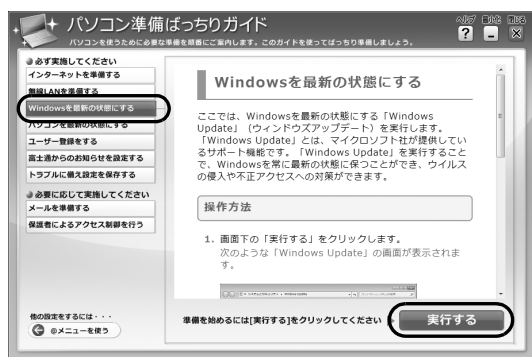 パソコン準備ばっちりガイド
パソコンを使うために必要な準備を順番にご案内します。このガイドを使ってばっちり準備しましょう。
ヘルプ 最小化 閉じる
必ず実施してください
インターネットを準備する
無線LANを準備する
Windowsを最新の状態にする
パソコンを最新の状態にする
ユーザー登録をする
富士通からのお知らせを設定する
トラブルに備え設定を保存する
必要に応じて実施してください
メールを準備する
保護者によるアクセス制御を行う
他の設定をするには・・・
@メニューを使う
Windowsを最新の状態にする
ここでは、Windowsを最新の状態にする「Windows
Update」（ウィンドウズアップデート）を実行します。
「Windows Update」とは、マイクロソフト社が提供してい
るサポート機能です。「Windows Update」を実行すること
で、Windowsを常に最新の状態に保つことができ、ウイルス
の侵入や不正アクセスへの対策ができます。
操作方法
1. 画面下の「実行する」をクリックします。
次のような「Windows Update」の画面が表示されま
す。
準備を始めるには[実行する]をクリックしてください
実行する